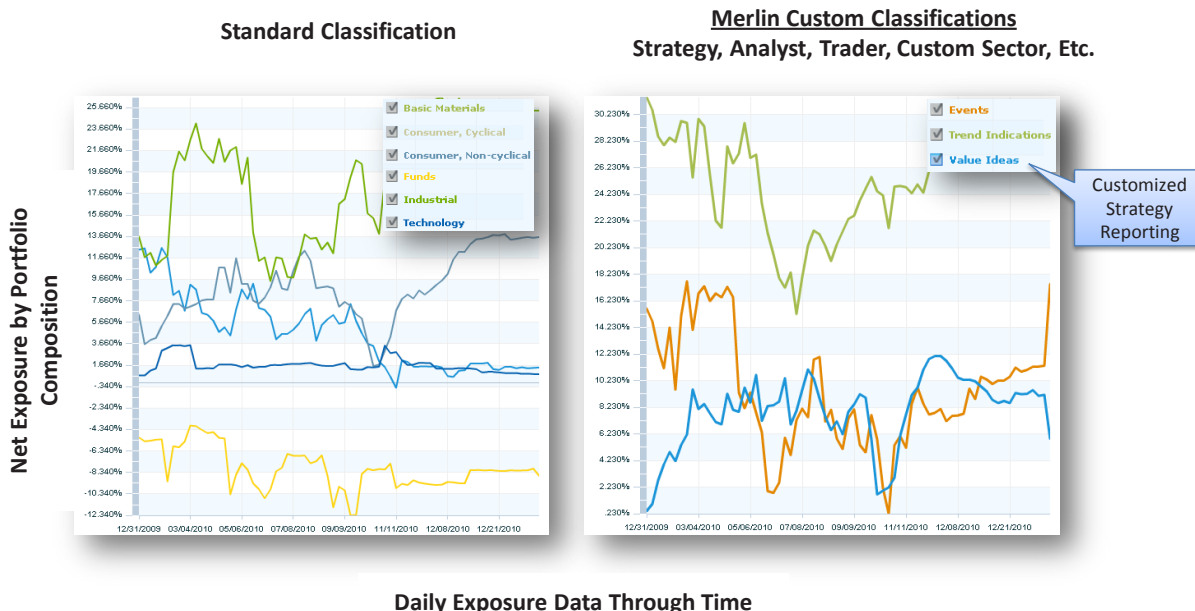 Standard Classification
Merlin Custom Classifications
Strategy, Analyst, Trader, Custom Sector, Etc.
Net Exposure by Portfolio
Composition
25.660%
23.660%
21.660%
19.660%
17.660%
15.660%
13.660%
11.660%
9.660%
7.660%
5.660%
3.660%
1.660%
-.340%
-2.340%
-4.340%
-6.340%
-8.340%
-10.340%
-12.340%
12/31/2009 03/04/2010 05/06/2010 07/08/2010 09/09/2010 11/11/2010 12/08/2010 12/21/2010
Basic Materials
Consumer, Cyclical
Consumer, Non-cyclical
Funds
Industrial
Technology
30.230%
28.230%
26.230%
24.230%
22.230%
20.230%
18.230%
16.230%
14.230%
12.230%
10.230%
8.230%
6.230%
4.230%
2.230%
.230%
12/31/2009 03/04/2010 05/06/2010 07/08/2010 09/09/2010 11/11/2010 12/08/2010 12/21/2010
Events
Trend Indications
Value Ideas
Customized
Strategy
Reporting
Daily Exposure Data Through Time